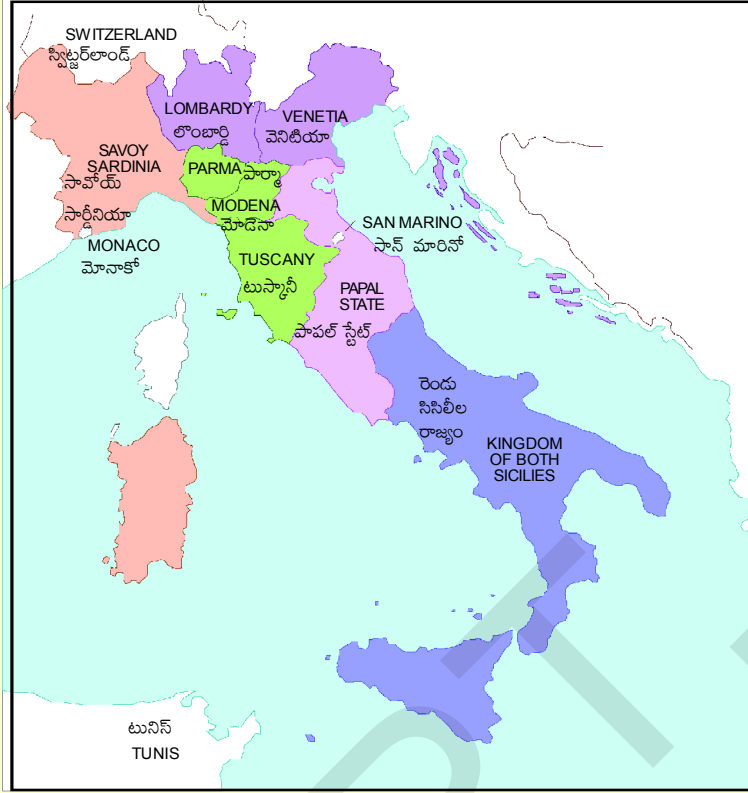 SWITZERLAND
స్విట్జర్‌లాండ్
LOMBARDY
లొంబార్డి
VENETIA
వెనిటియా
SAVOY
SARDINIA
సావోయ్
సార్డీనియా
PARMA పార్మా
MODENA
మోడెనా
MONACO
మోనాకో
SAN MARINO
సాన్ మారినో
TUSCANY
టుస్కానీ
PAPAL
STATE
పాపల్ స్టేట్
రెండు
సిసిలీల
రాజ్యం
KINGDOM
OF BOTH
SICILIES
టునిస్
TUNIS